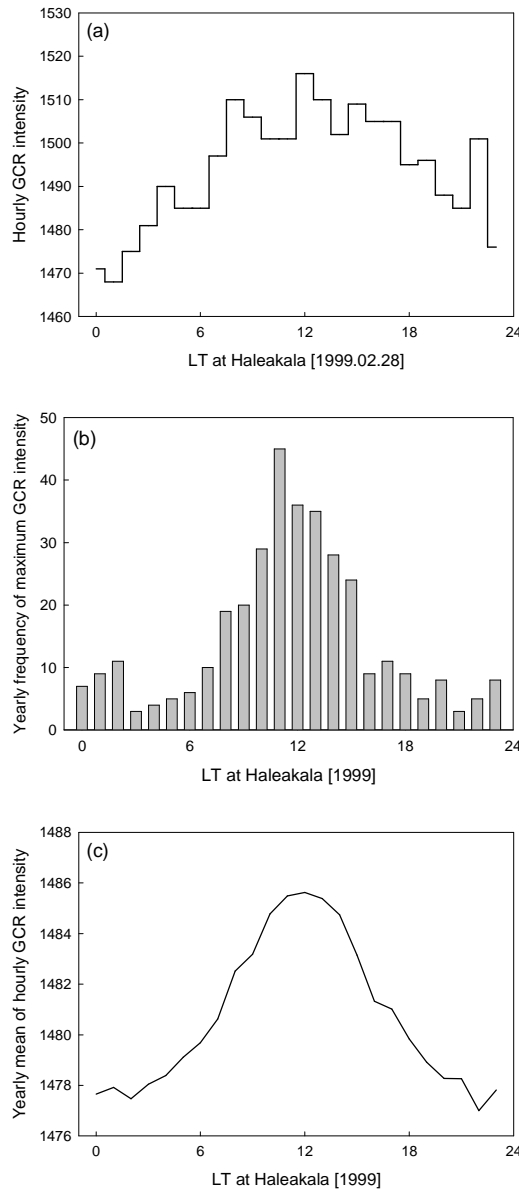 (a)
1530
1520
1510
1500
1490
1480
1470
1460
Hourly GCR intensity
0 6 12 18 24
LT at Haleakala [1999.02.28]
(b)
50
40
30
20
10
0
Yearly frequency of maximum GCR intensity
0 6 12 18 24
LT at Haleakala [1999]
(c)
1488
1486
1484
1482
1480
1478
1476
Yearly mean of hourly GCR intensity
0 6 12 18 24
LT at Haleakala [1999]